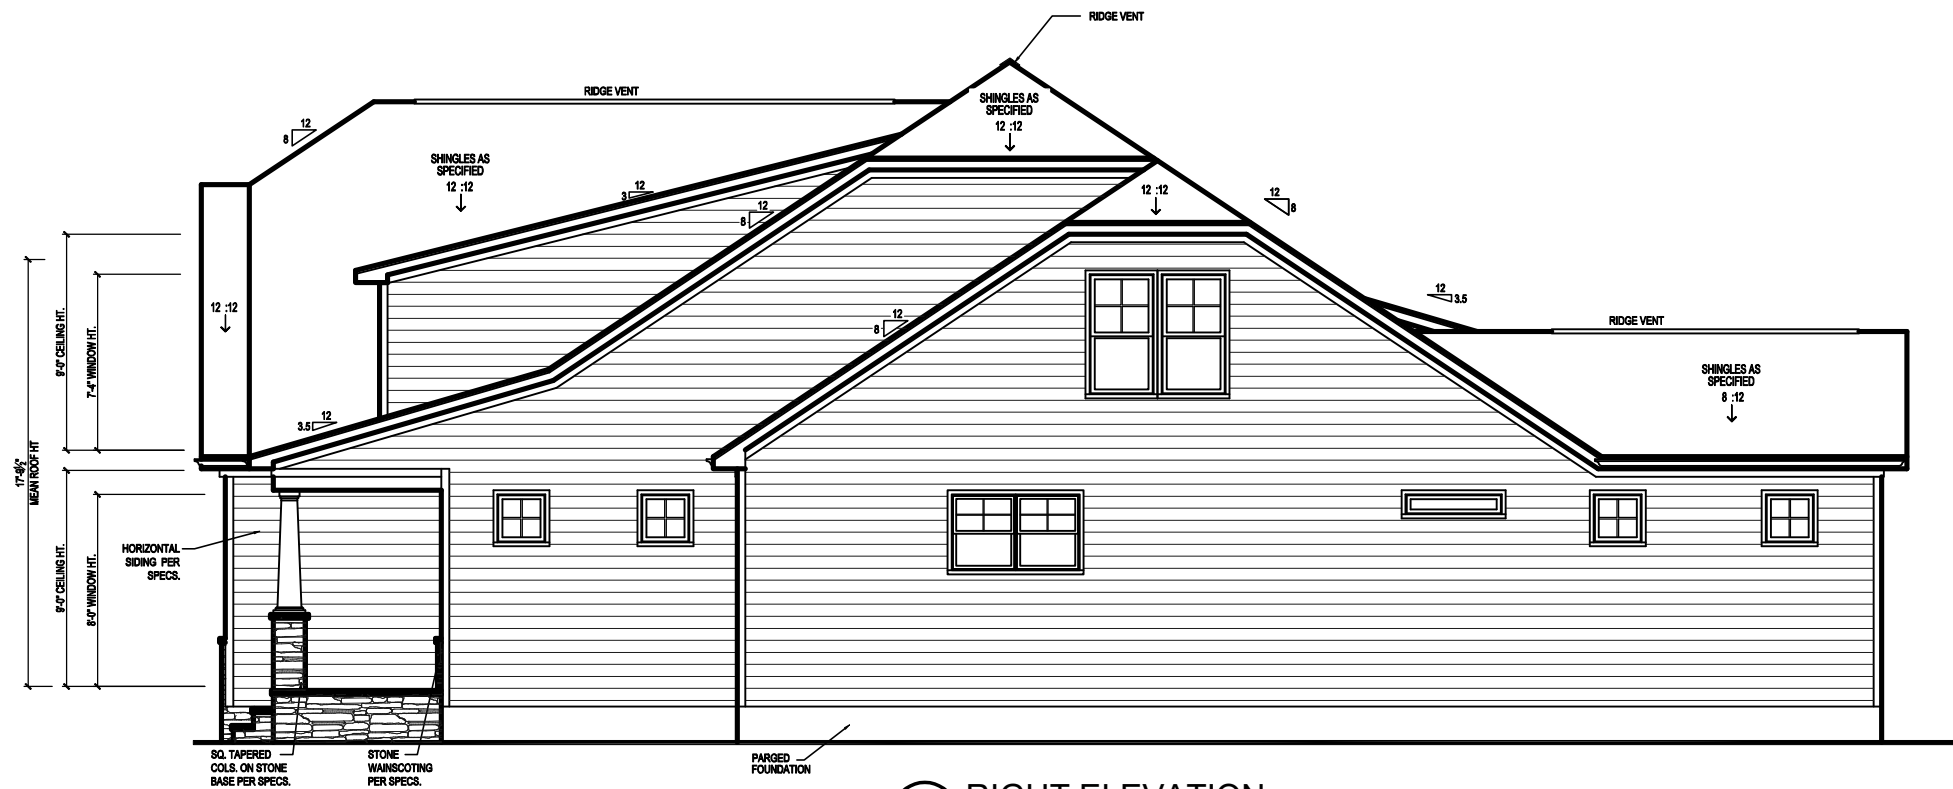 RIDGE VENT
RIDGE VENT
SHINGLES AS
SPECIFIED
12 :12
12
8
SHINGLES AS
SPECIFIED
12 :12
12
3
12
8
12 :12
12
8
12 :12
12
8
12
3.5
RIDGE VENT
SHINGLES AS
SPECIFIED
8 :12
12
3.5
9'-0" CEILING HT.
7'-4" WINDOW HT.
17'-9½"
MEAN ROOF HT
9'-0" CEILING HT.
8'-0" WINDOW HT.
HORIZONTAL
SIDING PER
SPECS.
SQ. TAPERED
COLS. ON STONE
BASE PER SPECS.
STONE
WAINSCOTING
PER SPECS.
PARGED
FOUNDATION
RIGHT ELEVATION